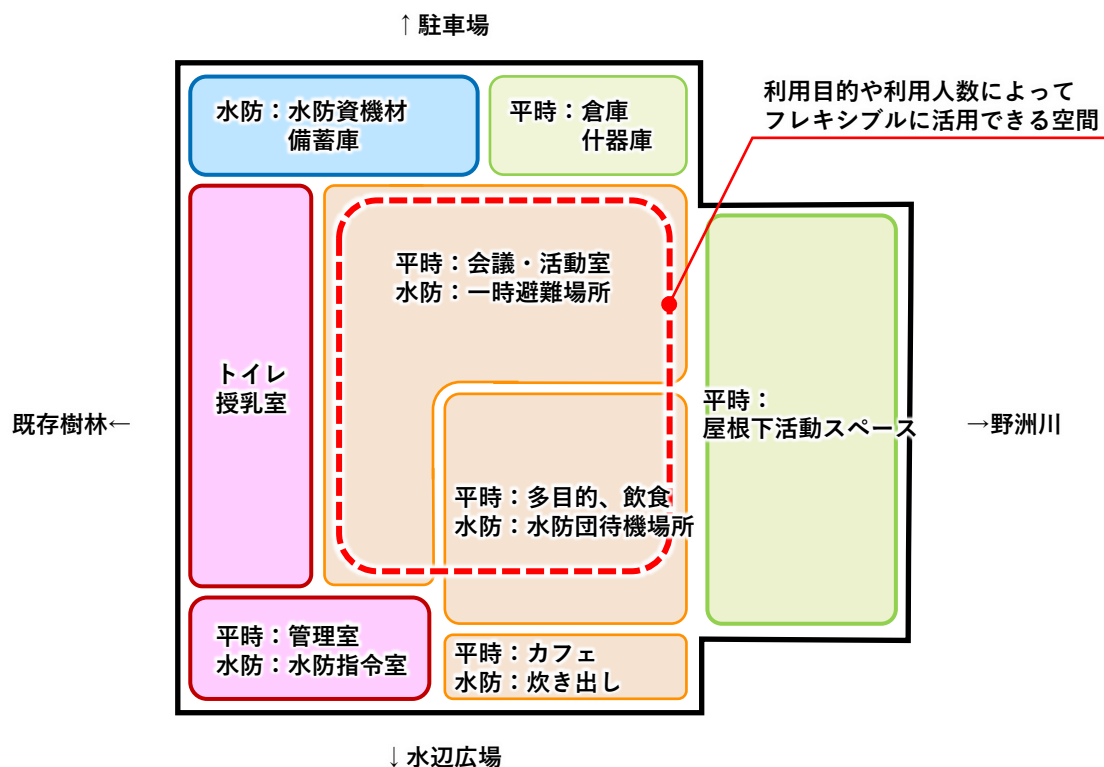 ↑駐車場
水防：水防資機材
備蓄庫
平時：倉庫
什器庫
利用目的や利用人数によって
フレキシブルに活用できる空間
平時：会議・活動室
水防：一時避難場所
トイレ
授乳室
既存樹林←
平時：
屋根下活動スペース
→野洲川
平時：多目的、飲食
水防：水防団待機場所
平時：管理室
水防：水防指令室
平時：カフェ
水防：炊き出し
↓水辺広場